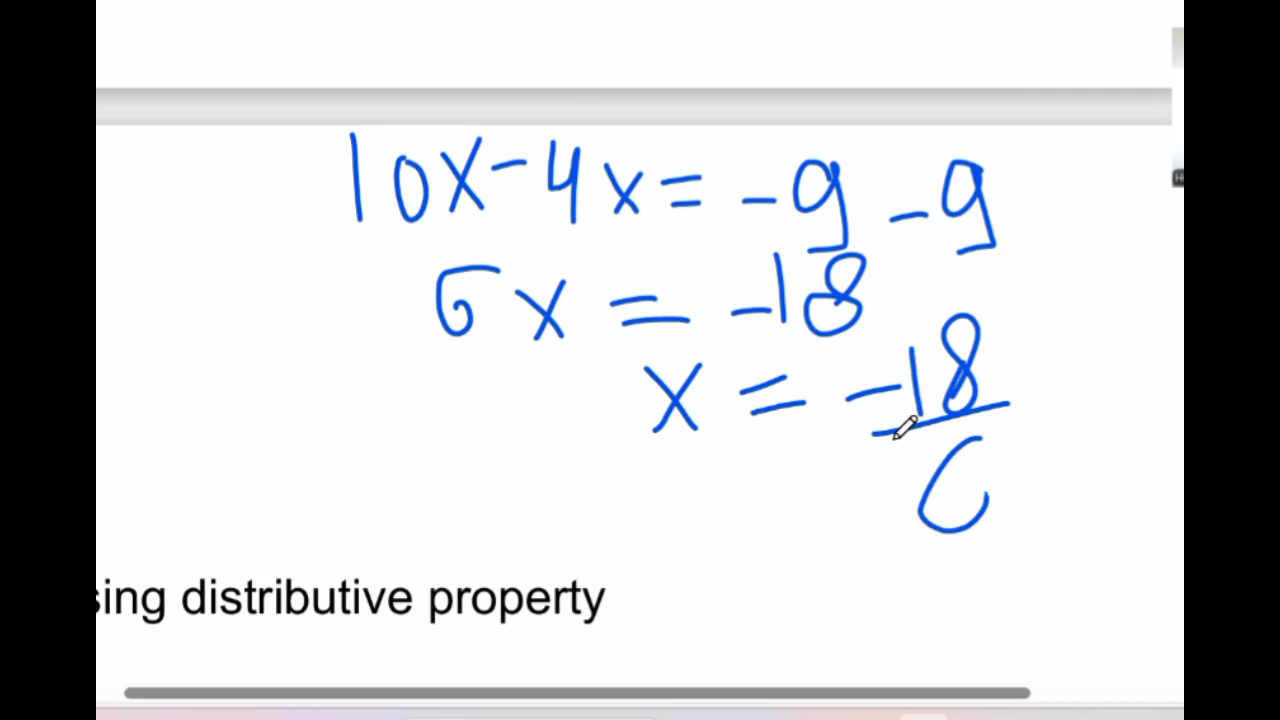 10x - 4x = -9 - 9
6x = -18
x = -18
6
sing distributive property